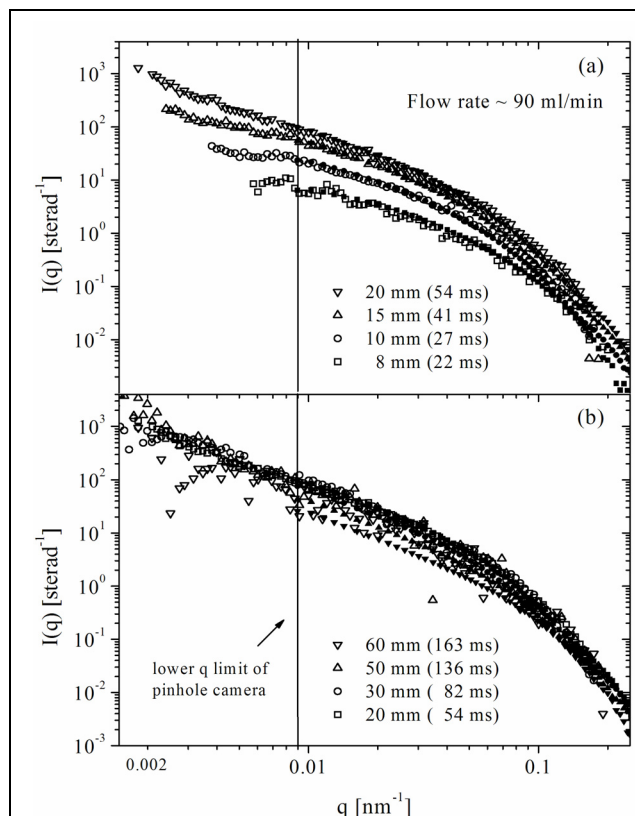 (a)
Flow rate ~ 90 ml/min
10³
10²
10¹
10⁰
10⁻¹
10⁻²
I(q) [sterad⁻¹]
20 mm (54 ms)
15 mm (41 ms)
10 mm (27 ms)
8 mm (22 ms)
(b)
10³
10²
10¹
10⁰
10⁻¹
10⁻²
10⁻³
I(q) [sterad⁻¹]
lower q limit of
pinhole camera
60 mm (163 ms)
50 mm (136 ms)
30 mm ( 82 ms)
20 mm ( 54 ms)
0.002
0.01
0.1
q [nm⁻¹]